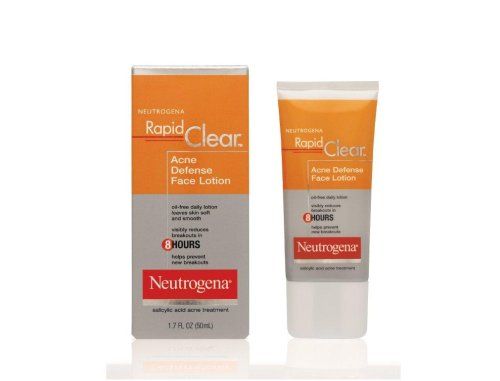 NEUTROGENA
Rapid Clear™
Acne
Defense
Face Lotion
oil-free daily lotion
leaves skin soft
and smooth
visibly reduces
breakouts in
8 HOURS
helps prevent
new breakouts
Neutrogena®
salicylic acid acne treatment
1.7 FL OZ (50mL)
NEUTROGENA
Rapid Clear™
Acne Defense
Face Lotion
oil-free daily lotion
visibly reduces
breakouts in
8 HOURS
helps prevent
new breakouts
Neutrogena®
salicylic acid acne treatment